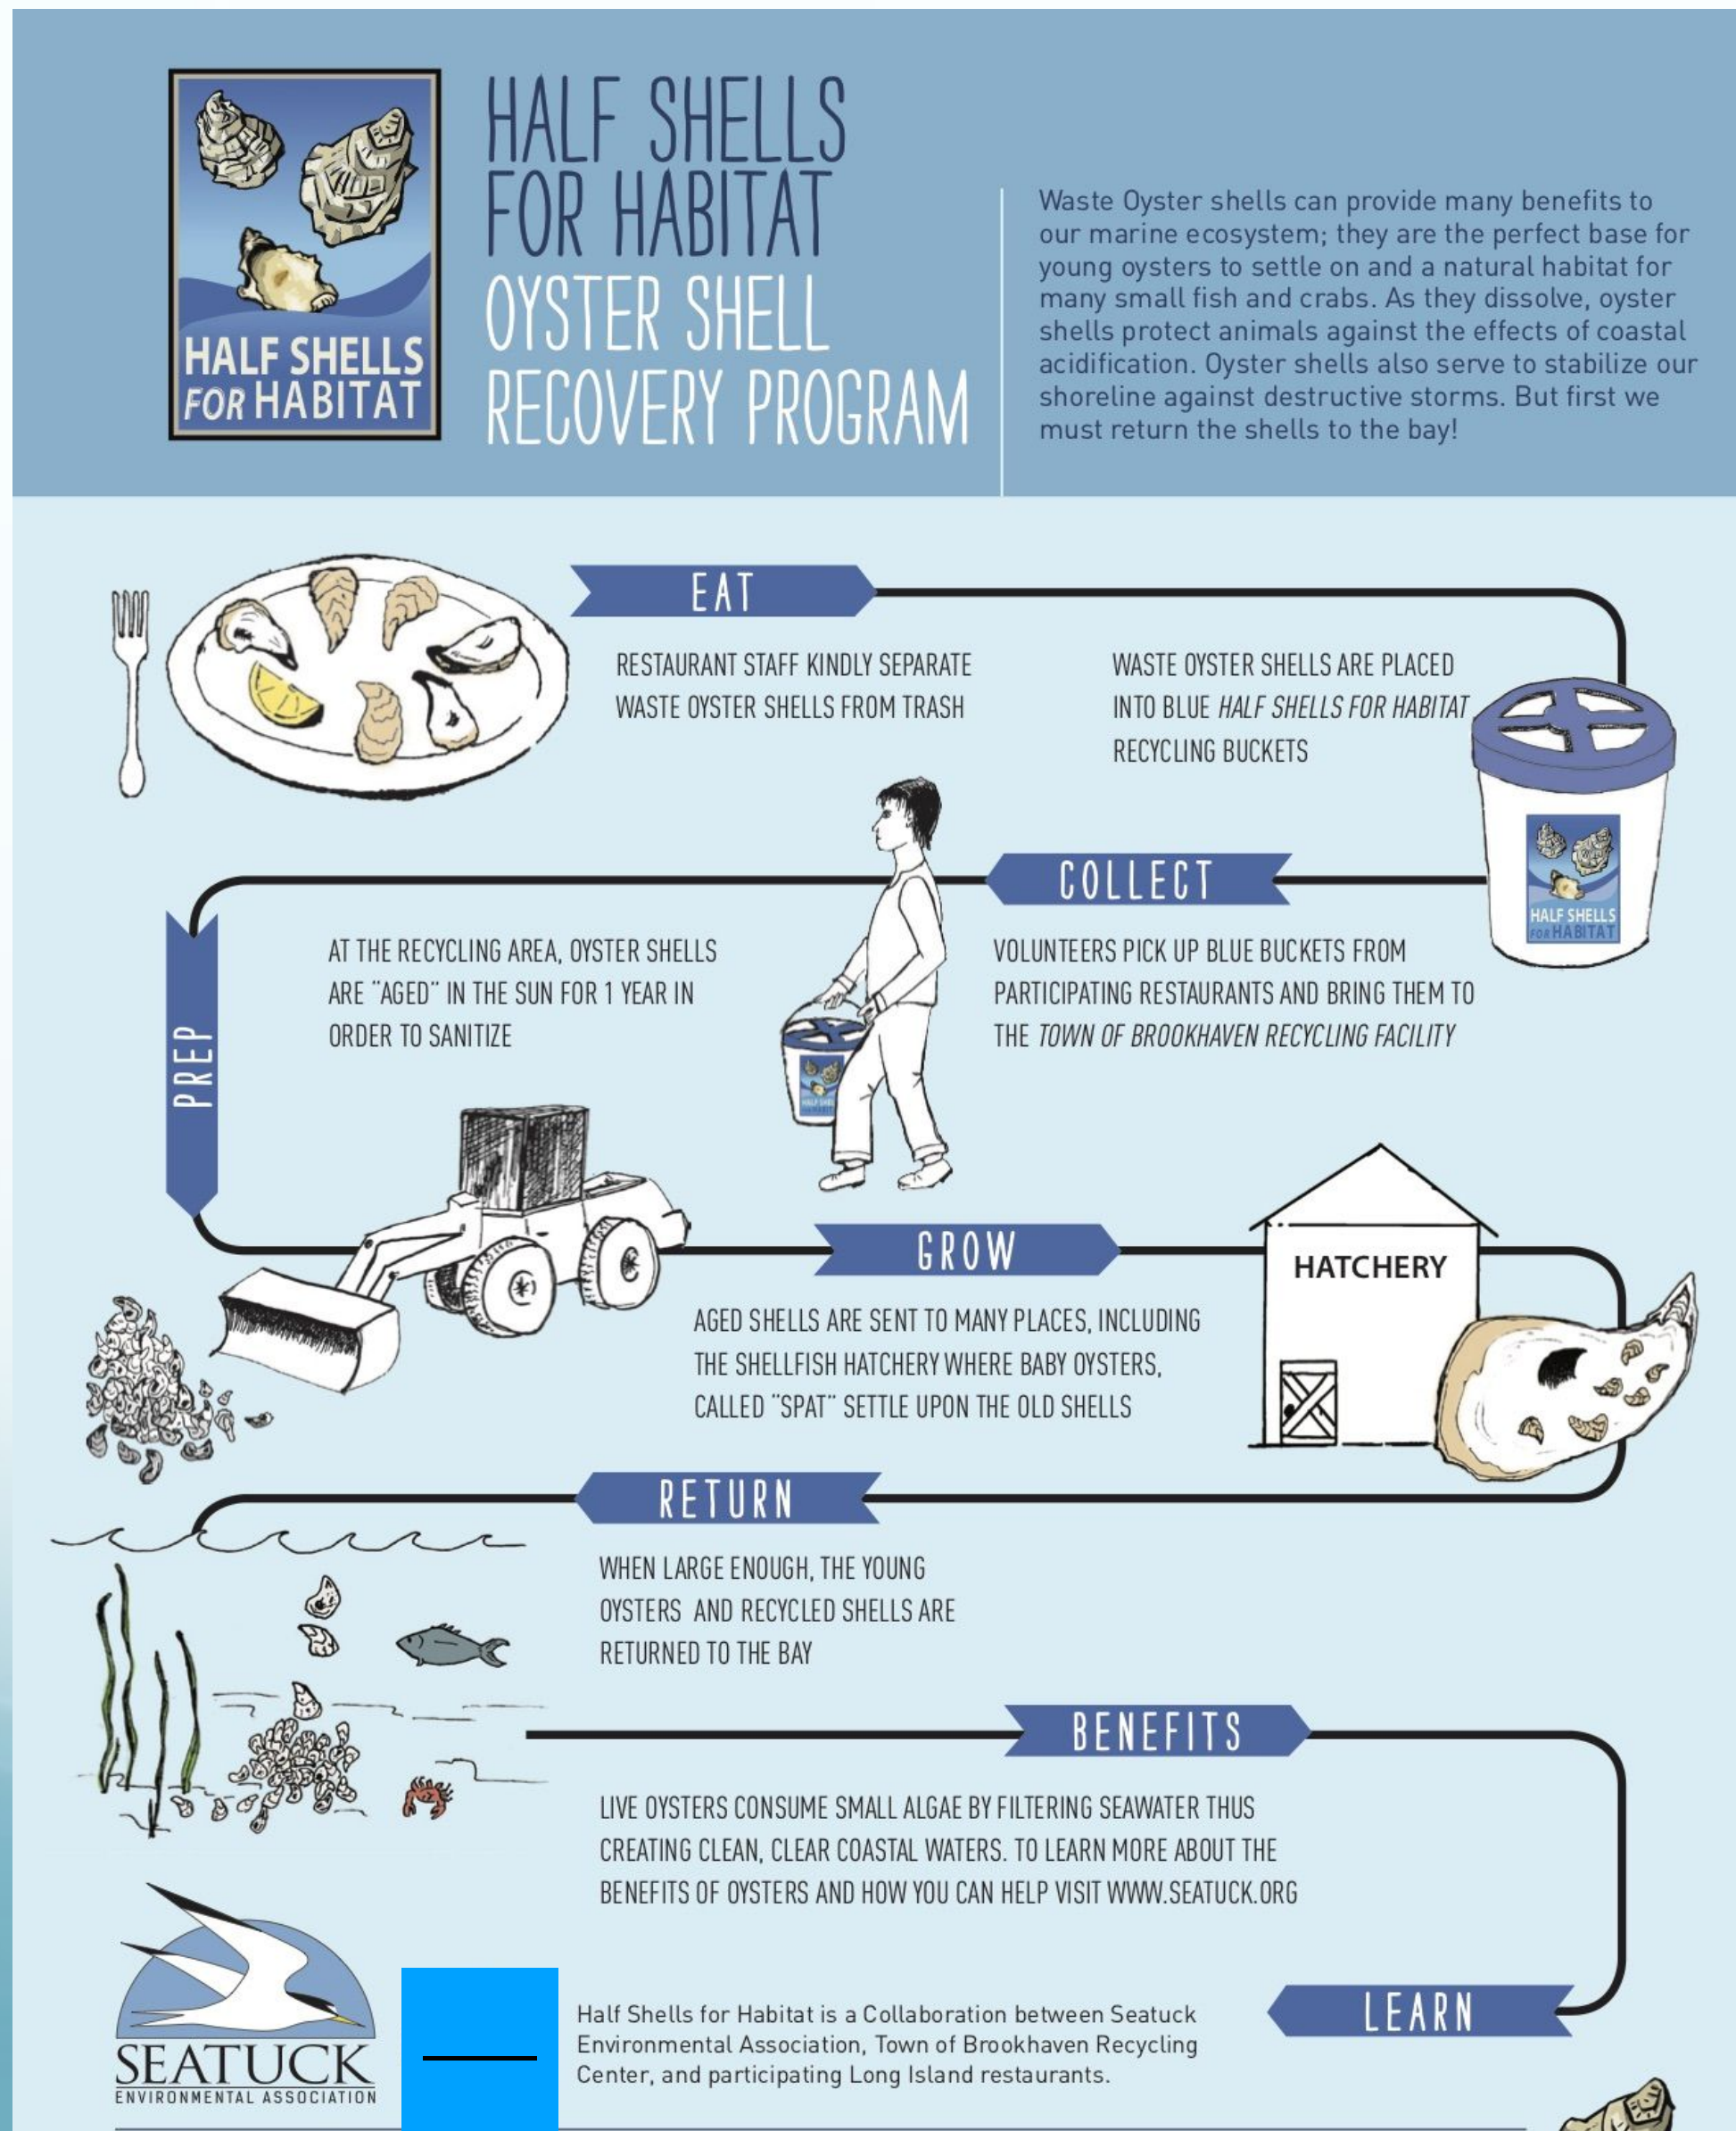 HALF SHELLS
FOR HABITAT
HALF SHELLS
FOR HABITAT
OYSTER SHELL
RECOVERY PROGRAM
Waste Oyster shells can provide many benefits to
our marine ecosystem; they are the perfect base for
young oysters to settle on and a natural habitat for
many small fish and crabs. As they dissolve, oyster
shells protect animals against the effects of coastal
acidification. Oyster shells also serve to stabilize our
shoreline against destructive storms. But first we
must return the shells to the bay!
EAT
RESTAURANT STAFF KINDLY SEPARATE
WASTE OYSTER SHELLS FROM TRASH
WASTE OYSTER SHELLS ARE PLACED
INTO BLUE HALF SHELLS FOR HABITAT
RECYCLING BUCKETS
HALF SHELLS
FOR HABITAT
COLLECT
VOLUNTEERS PICK UP BLUE BUCKETS FROM
PARTICIPATING RESTAURANTS AND BRING THEM TO
THE TOWN OF BROOKHAVEN RECYCLING FACILITY
PREP
AT THE RECYCLING AREA, OYSTER SHELLS
ARE "AGED" IN THE SUN FOR 1 YEAR IN
ORDER TO SANITIZE
GROW
AGED SHELLS ARE SENT TO MANY PLACES, INCLUDING
THE SHELLFISH HATCHERY WHERE BABY OYSTERS,
CALLED "SPAT" SETTLE UPON THE OLD SHELLS
HATCHERY
RETURN
WHEN LARGE ENOUGH, THE YOUNG
OYSTERS AND RECYCLED SHELLS ARE
RETURNED TO THE BAY
BENEFITS
LIVE OYSTERS CONSUME SMALL ALGAE BY FILTERING SEAWATER THUS
CREATING CLEAN, CLEAR COASTAL WATERS. TO LEARN MORE ABOUT THE
BENEFITS OF OYSTERS AND HOW YOU CAN HELP VISIT WWW.SEATUCK.ORG
LEARN
SEATUCK
ENVIRONMENTAL ASSOCIATION
Half Shells for Habitat is a Collaboration between Seatuck
Environmental Association, Town of Brookhaven Recycling
Center, and participating Long Island restaurants.